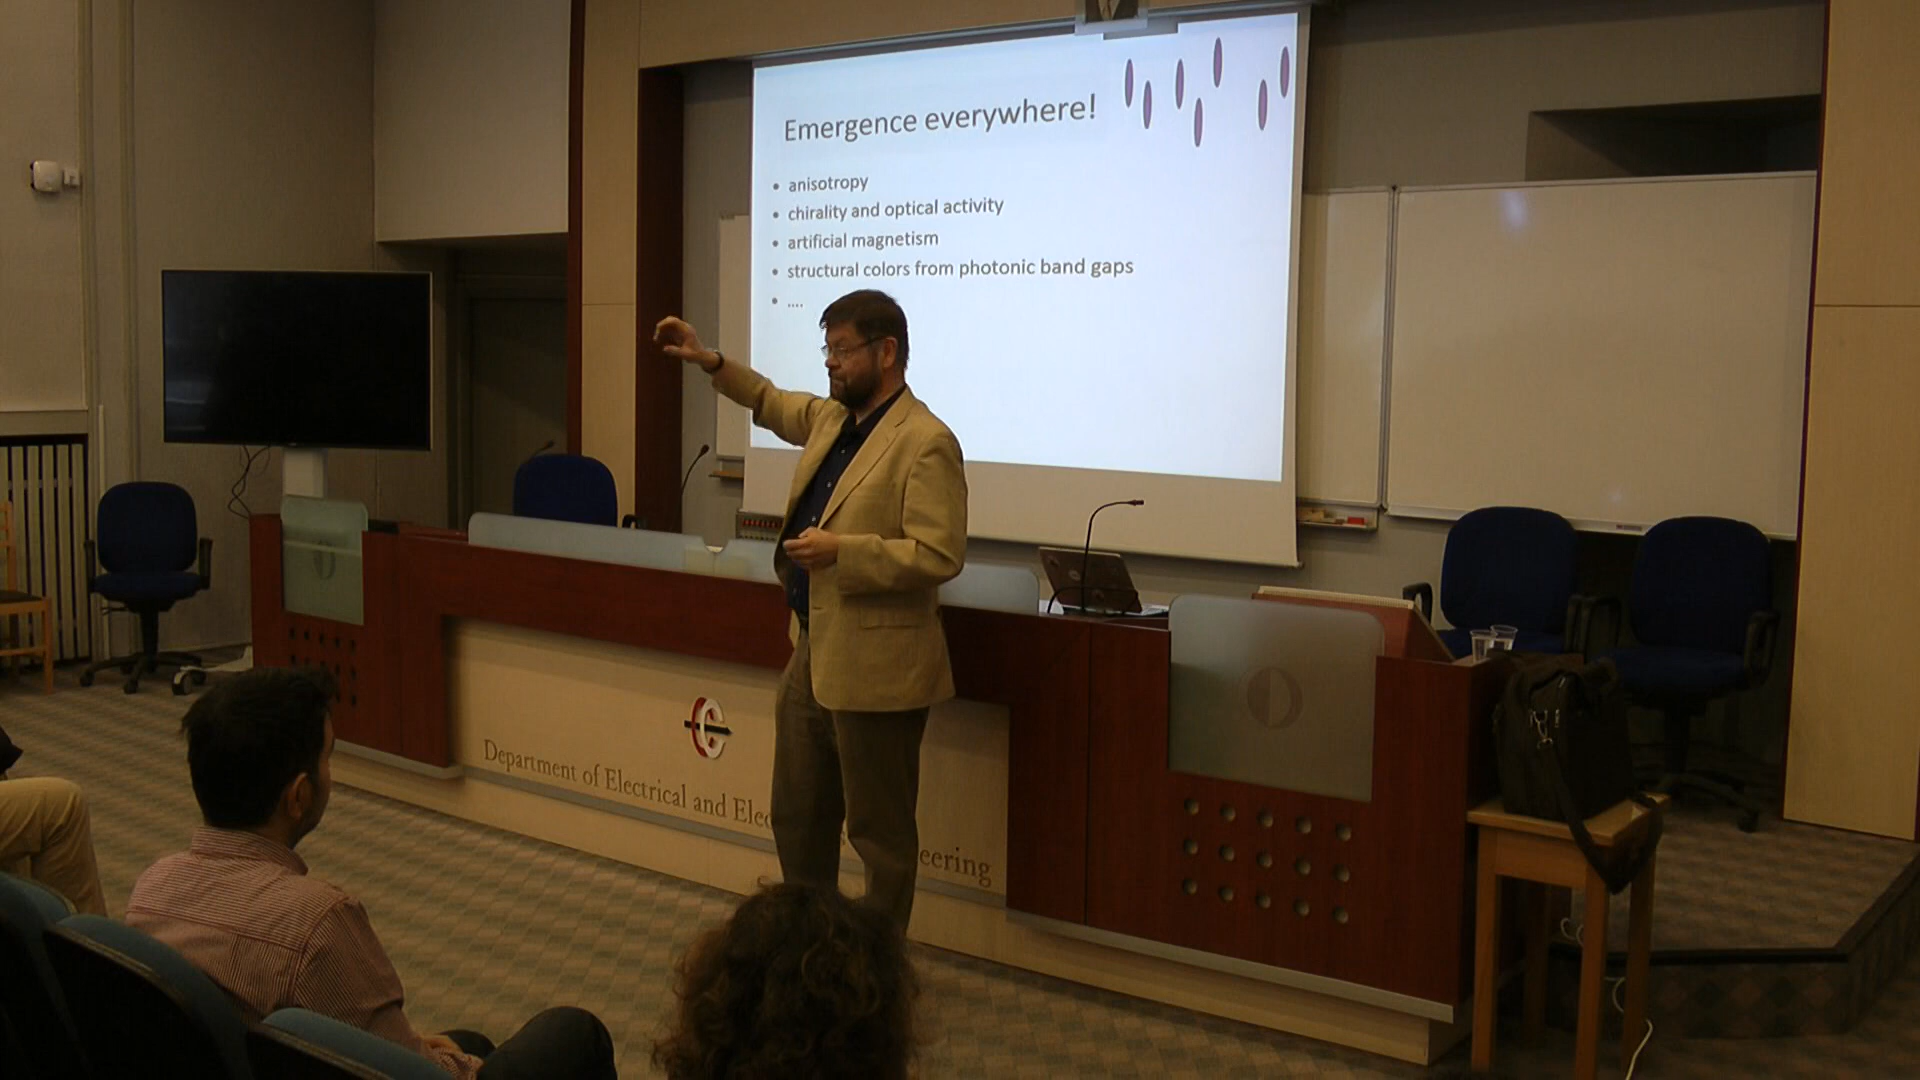 Emergence everywhere!
• anisotropy
• chirality and optical activity
• artificial magnetism
• structural colors from photonic band gaps
• ....
Department of Electrical and Elec
eering